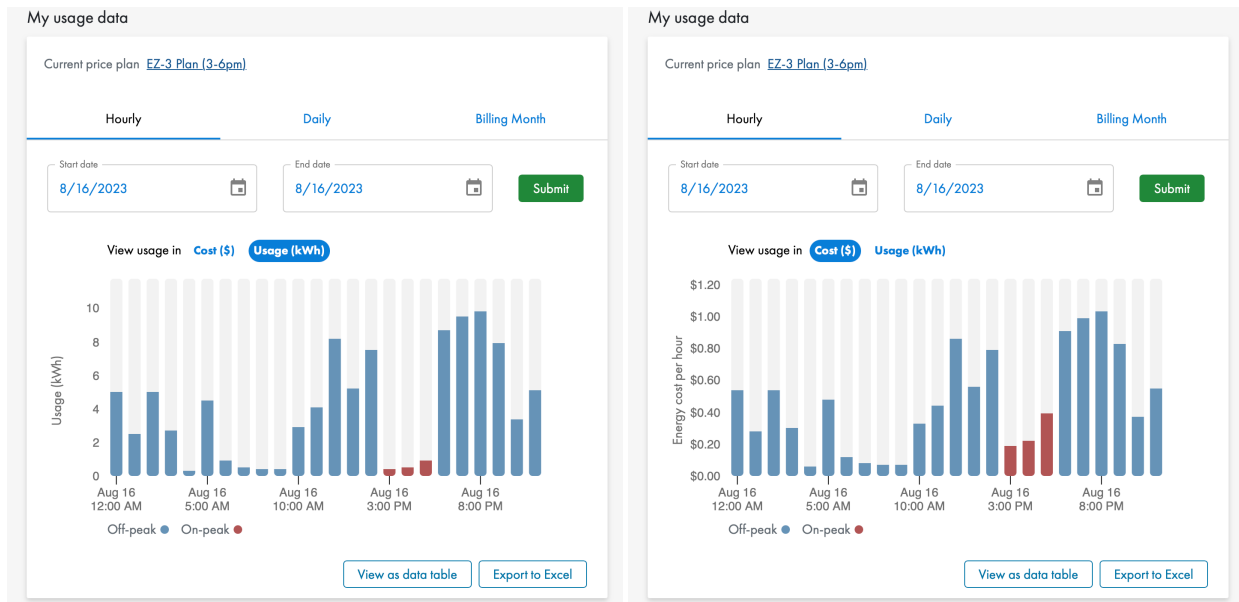 My usage data
Current price plan EZ-3 Plan (3-6pm)
Hourly Daily Billing Month
Start date End date
8/16/2023 8/16/2023 Submit
View usage in Cost ($) Usage (kWh)
Usage (kWh)
10
8
6
4
2
0
Aug 16 Aug 16 Aug 16 Aug 16 Aug 16
12:00 AM 5:00 AM 10:00 AM 3:00 PM 8:00 PM
Off-peak On-peak
View as data table Export to Excel
My usage data
Current price plan EZ-3 Plan (3-6pm)
Hourly Daily Billing Month
Start date End date
8/16/2023 8/16/2023 Submit
View usage in Cost ($) Usage (kWh)
Energy cost per hour
$1.20
$1.00
$0.80
$0.60
$0.40
$0.20
$0.00
Aug 16 Aug 16 Aug 16 Aug 16 Aug 16
12:00 AM 5:00 AM 10:00 AM 3:00 PM 8:00 PM
Off-peak On-peak
View as data table Export to Excel